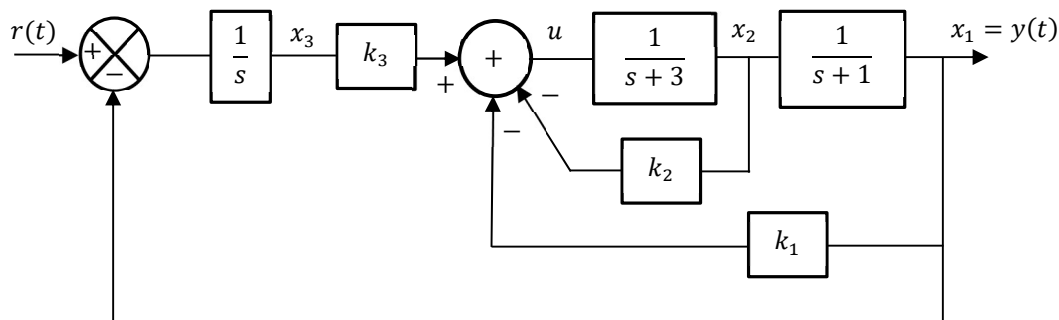 r(t)
+
−
1
s
x₃
k₃
+
+
−
−
u
1
s + 3
x₂
1
s + 1
x₁ = y(t)
k₂
k₁